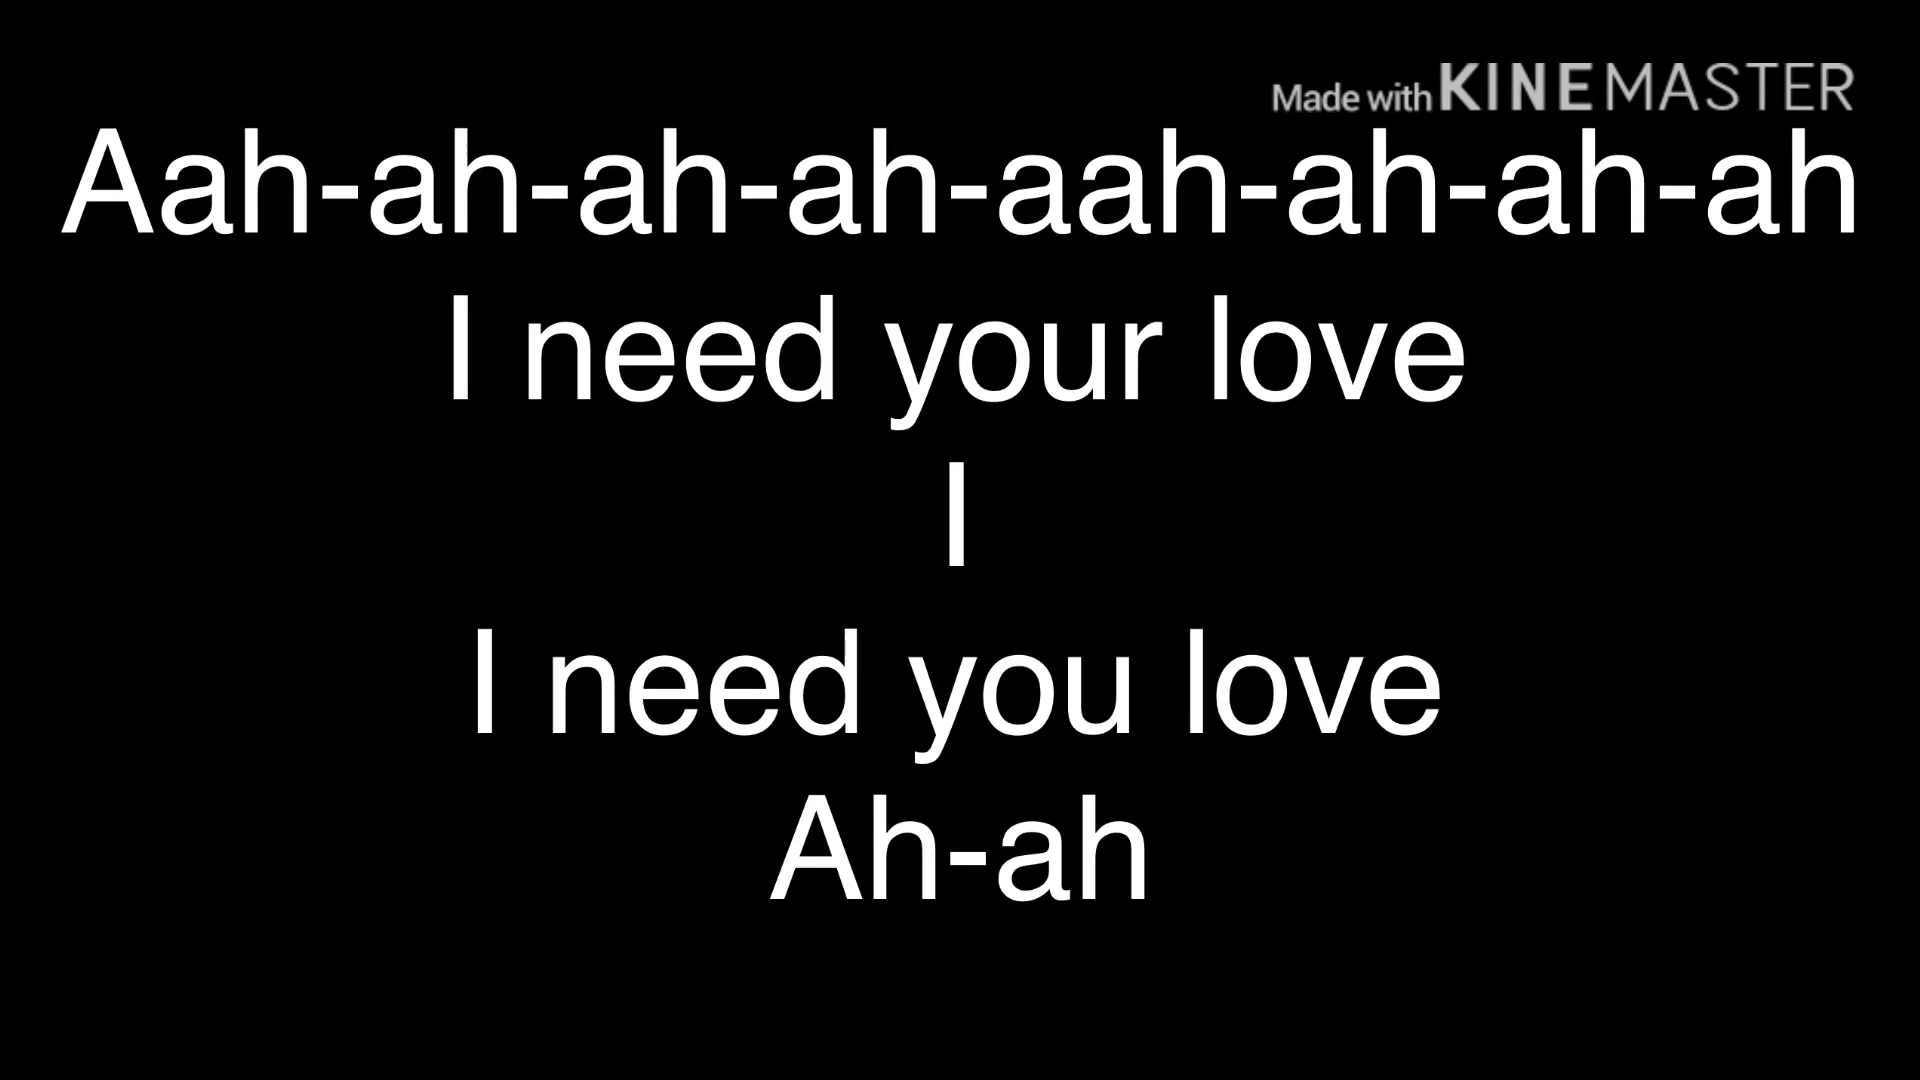 Made with KINEMASTER
Aah-ah-ah-ah-aah-ah-ah-ah
I need your love
I
I need you love
Ah-ah